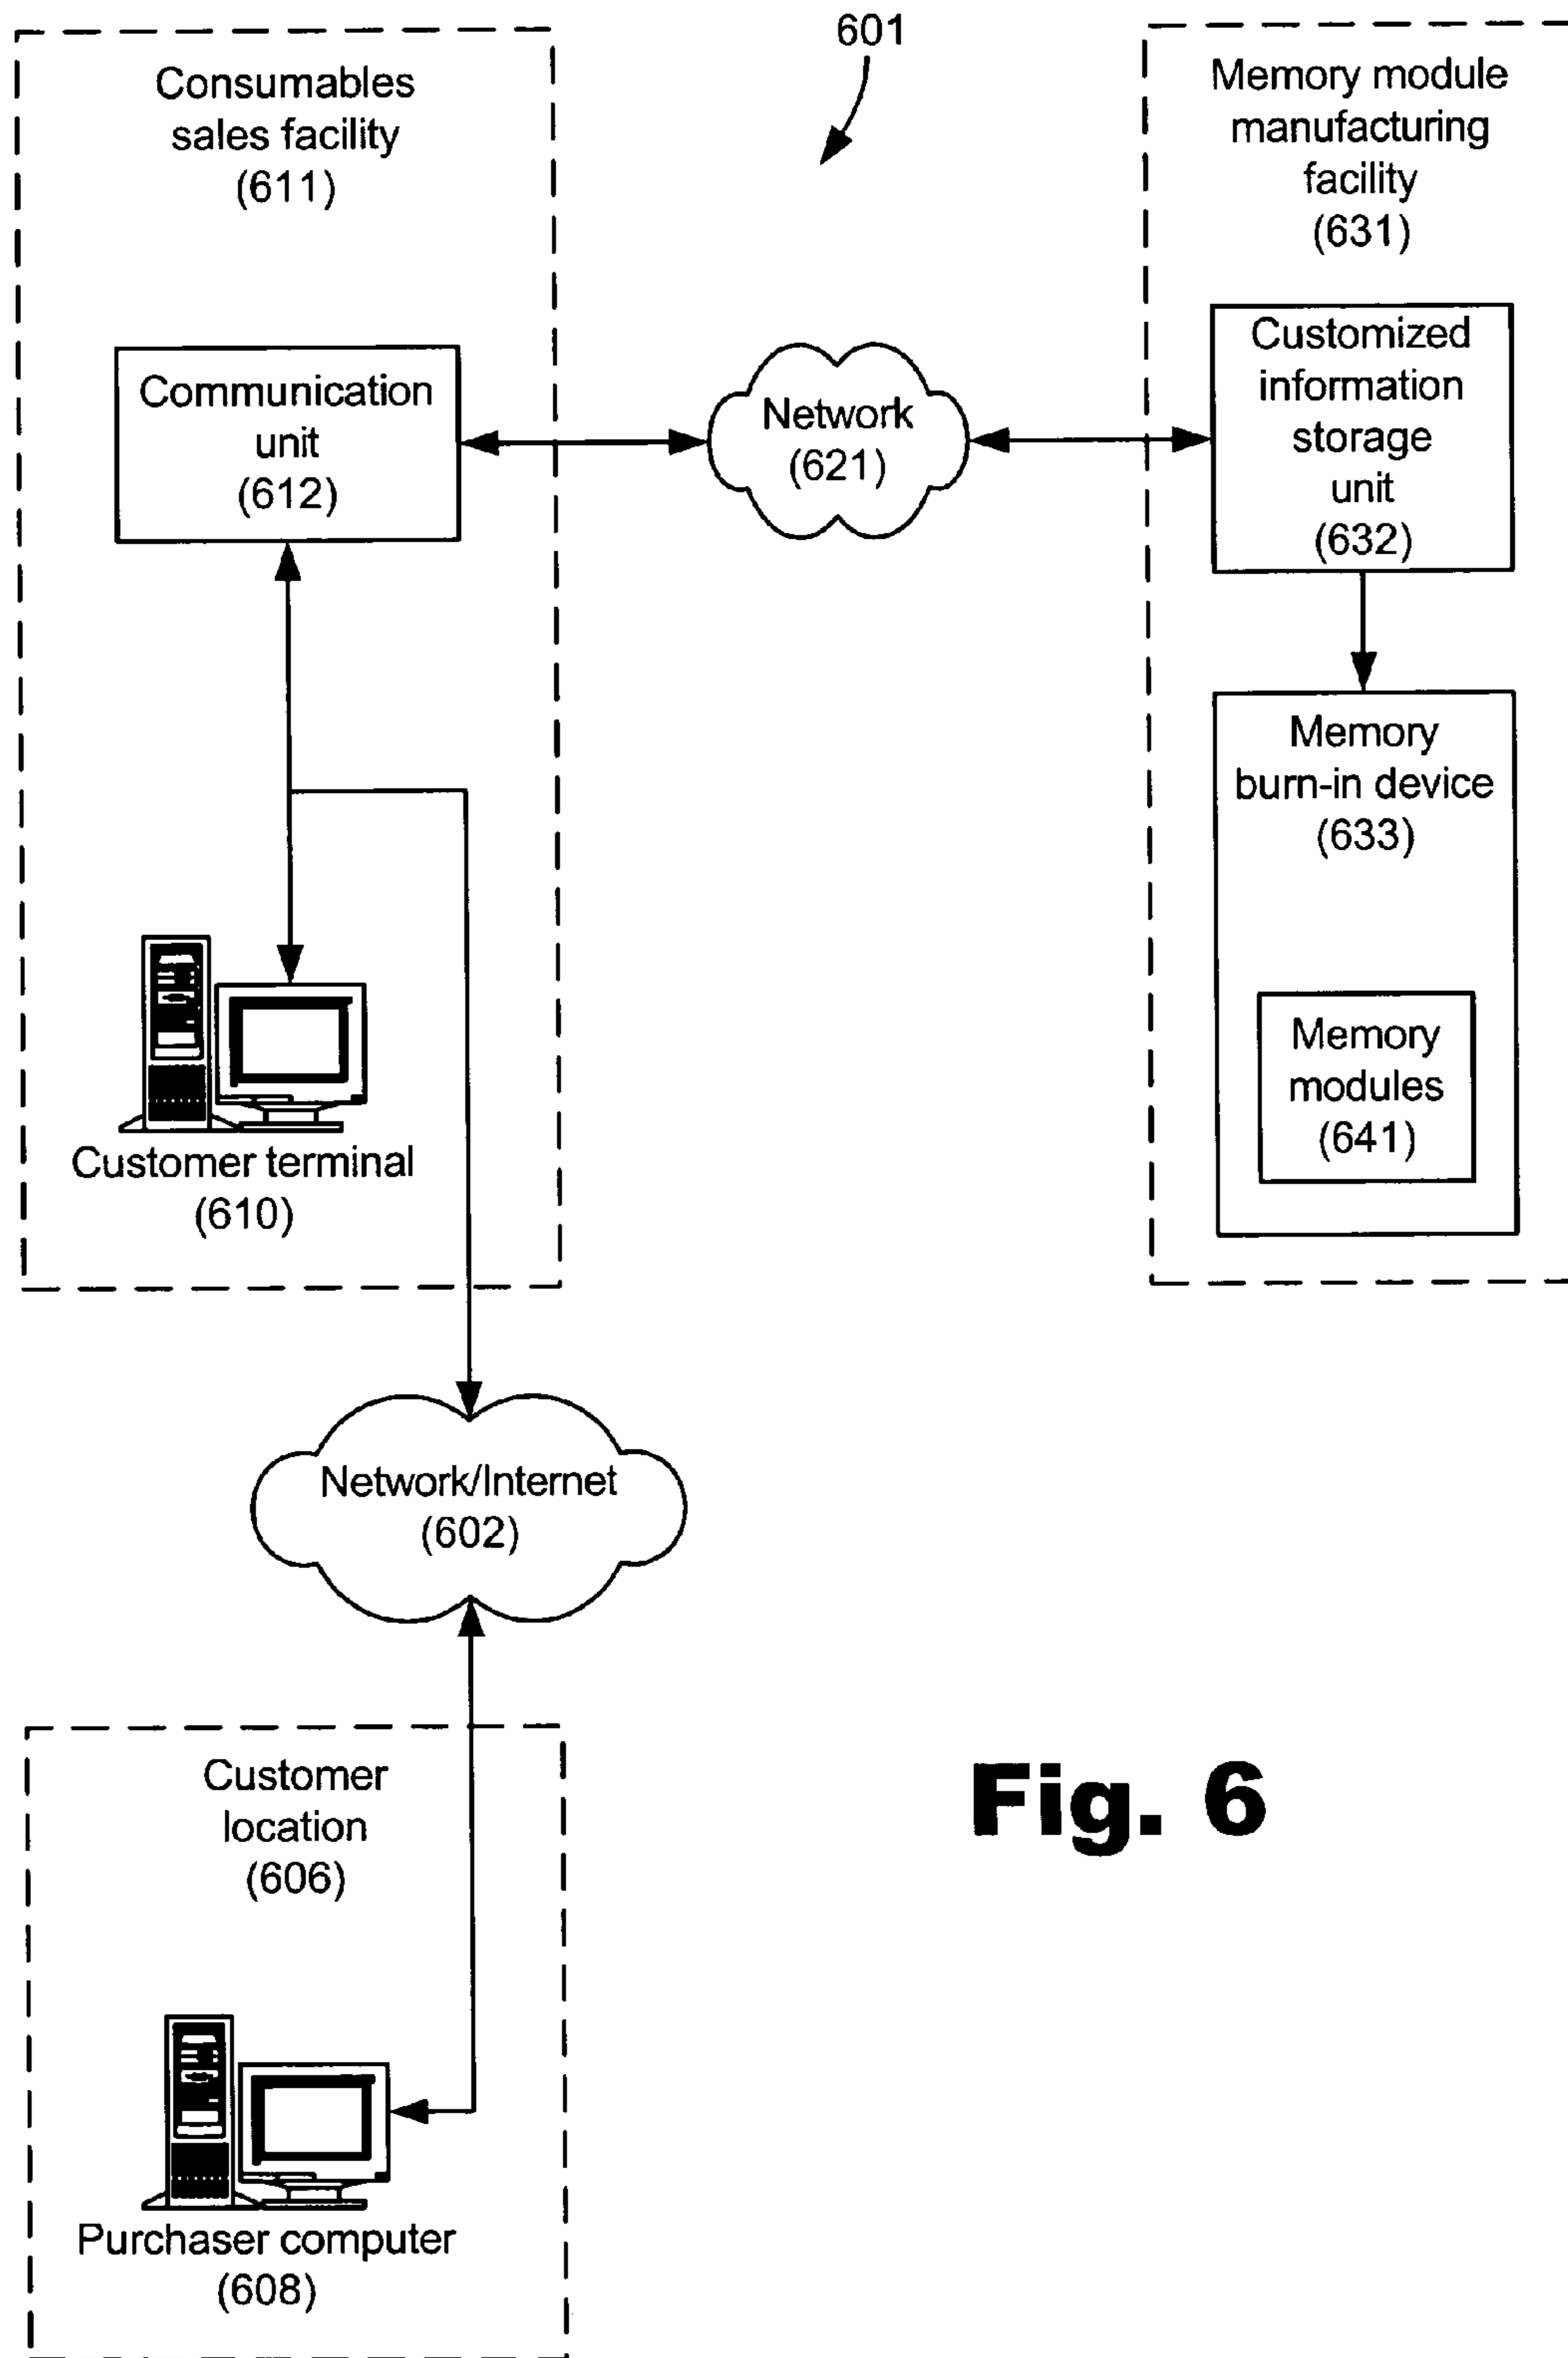 601
Consumables
sales facility
(611)
Memory module
manufacturing
facility
(631)
Communication
unit
(612)
Network
(621)
Customized
information
storage
unit
(632)
Memory
burn-in device
(633)
Memory
modules
(641)
Customer terminal
(610)
Network/Internet
(602)
Customer
location
(606)
Purchaser computer
(608)
Fig. 6